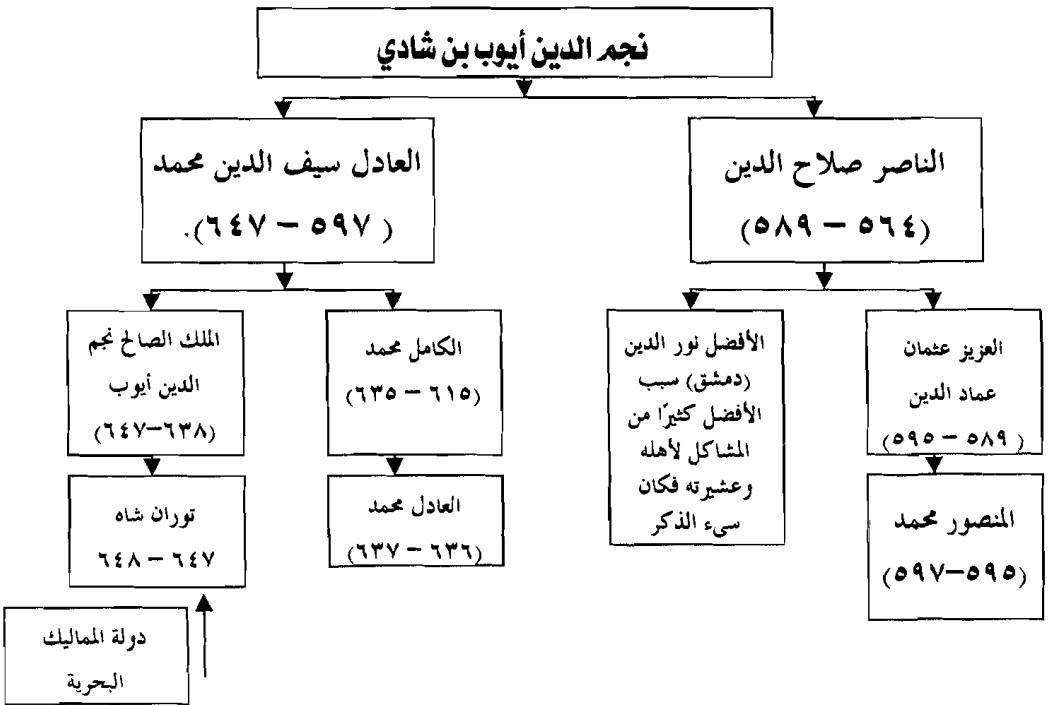 نجم الدين أيوب بن شادي
الناصر صلاح الدين
(٥٦٤ – ٥٨٩)
العادل سيف الدين محمد
(٥٩٧ – ٦٤٧).
العزيز عثمان
عماد الدين
(٥٨٩ – ٥٩٥)
المنصور محمد
(٥٩٥–٥٩٧)
الأفضل نور الدين
(دمشق) سبب
الأفضل كثيرًا من
المشاكل لأهله
وعشيرته فكان
سيء الذكر
الكامل محمد
(٦١٥ – ٦٣٥)
العادل محمد
(٦٣٦ – ٦٣٧)
الملك الصالح نجم
الدين أيوب
(٦٣٨–٦٤٧)
توران شاه
٦٤٧ – ٦٤٨
دولة المماليك
البحرية